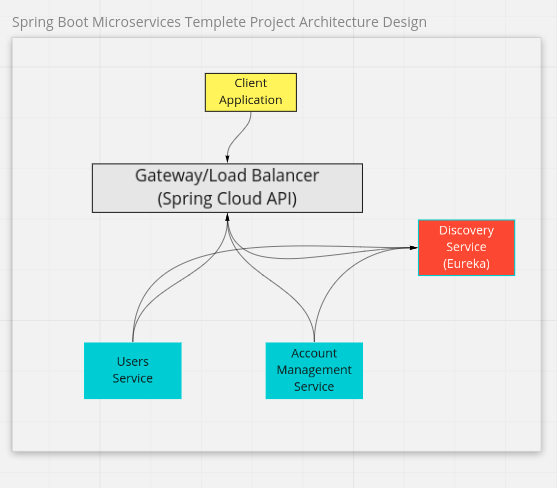 Spring Boot Microservices Templete Project Architecture Design
Client
Application
Gateway/Load Balancer
(Spring Cloud API)
Discovery
Service
(Eureka)
Users
Service
Account
Management
Service